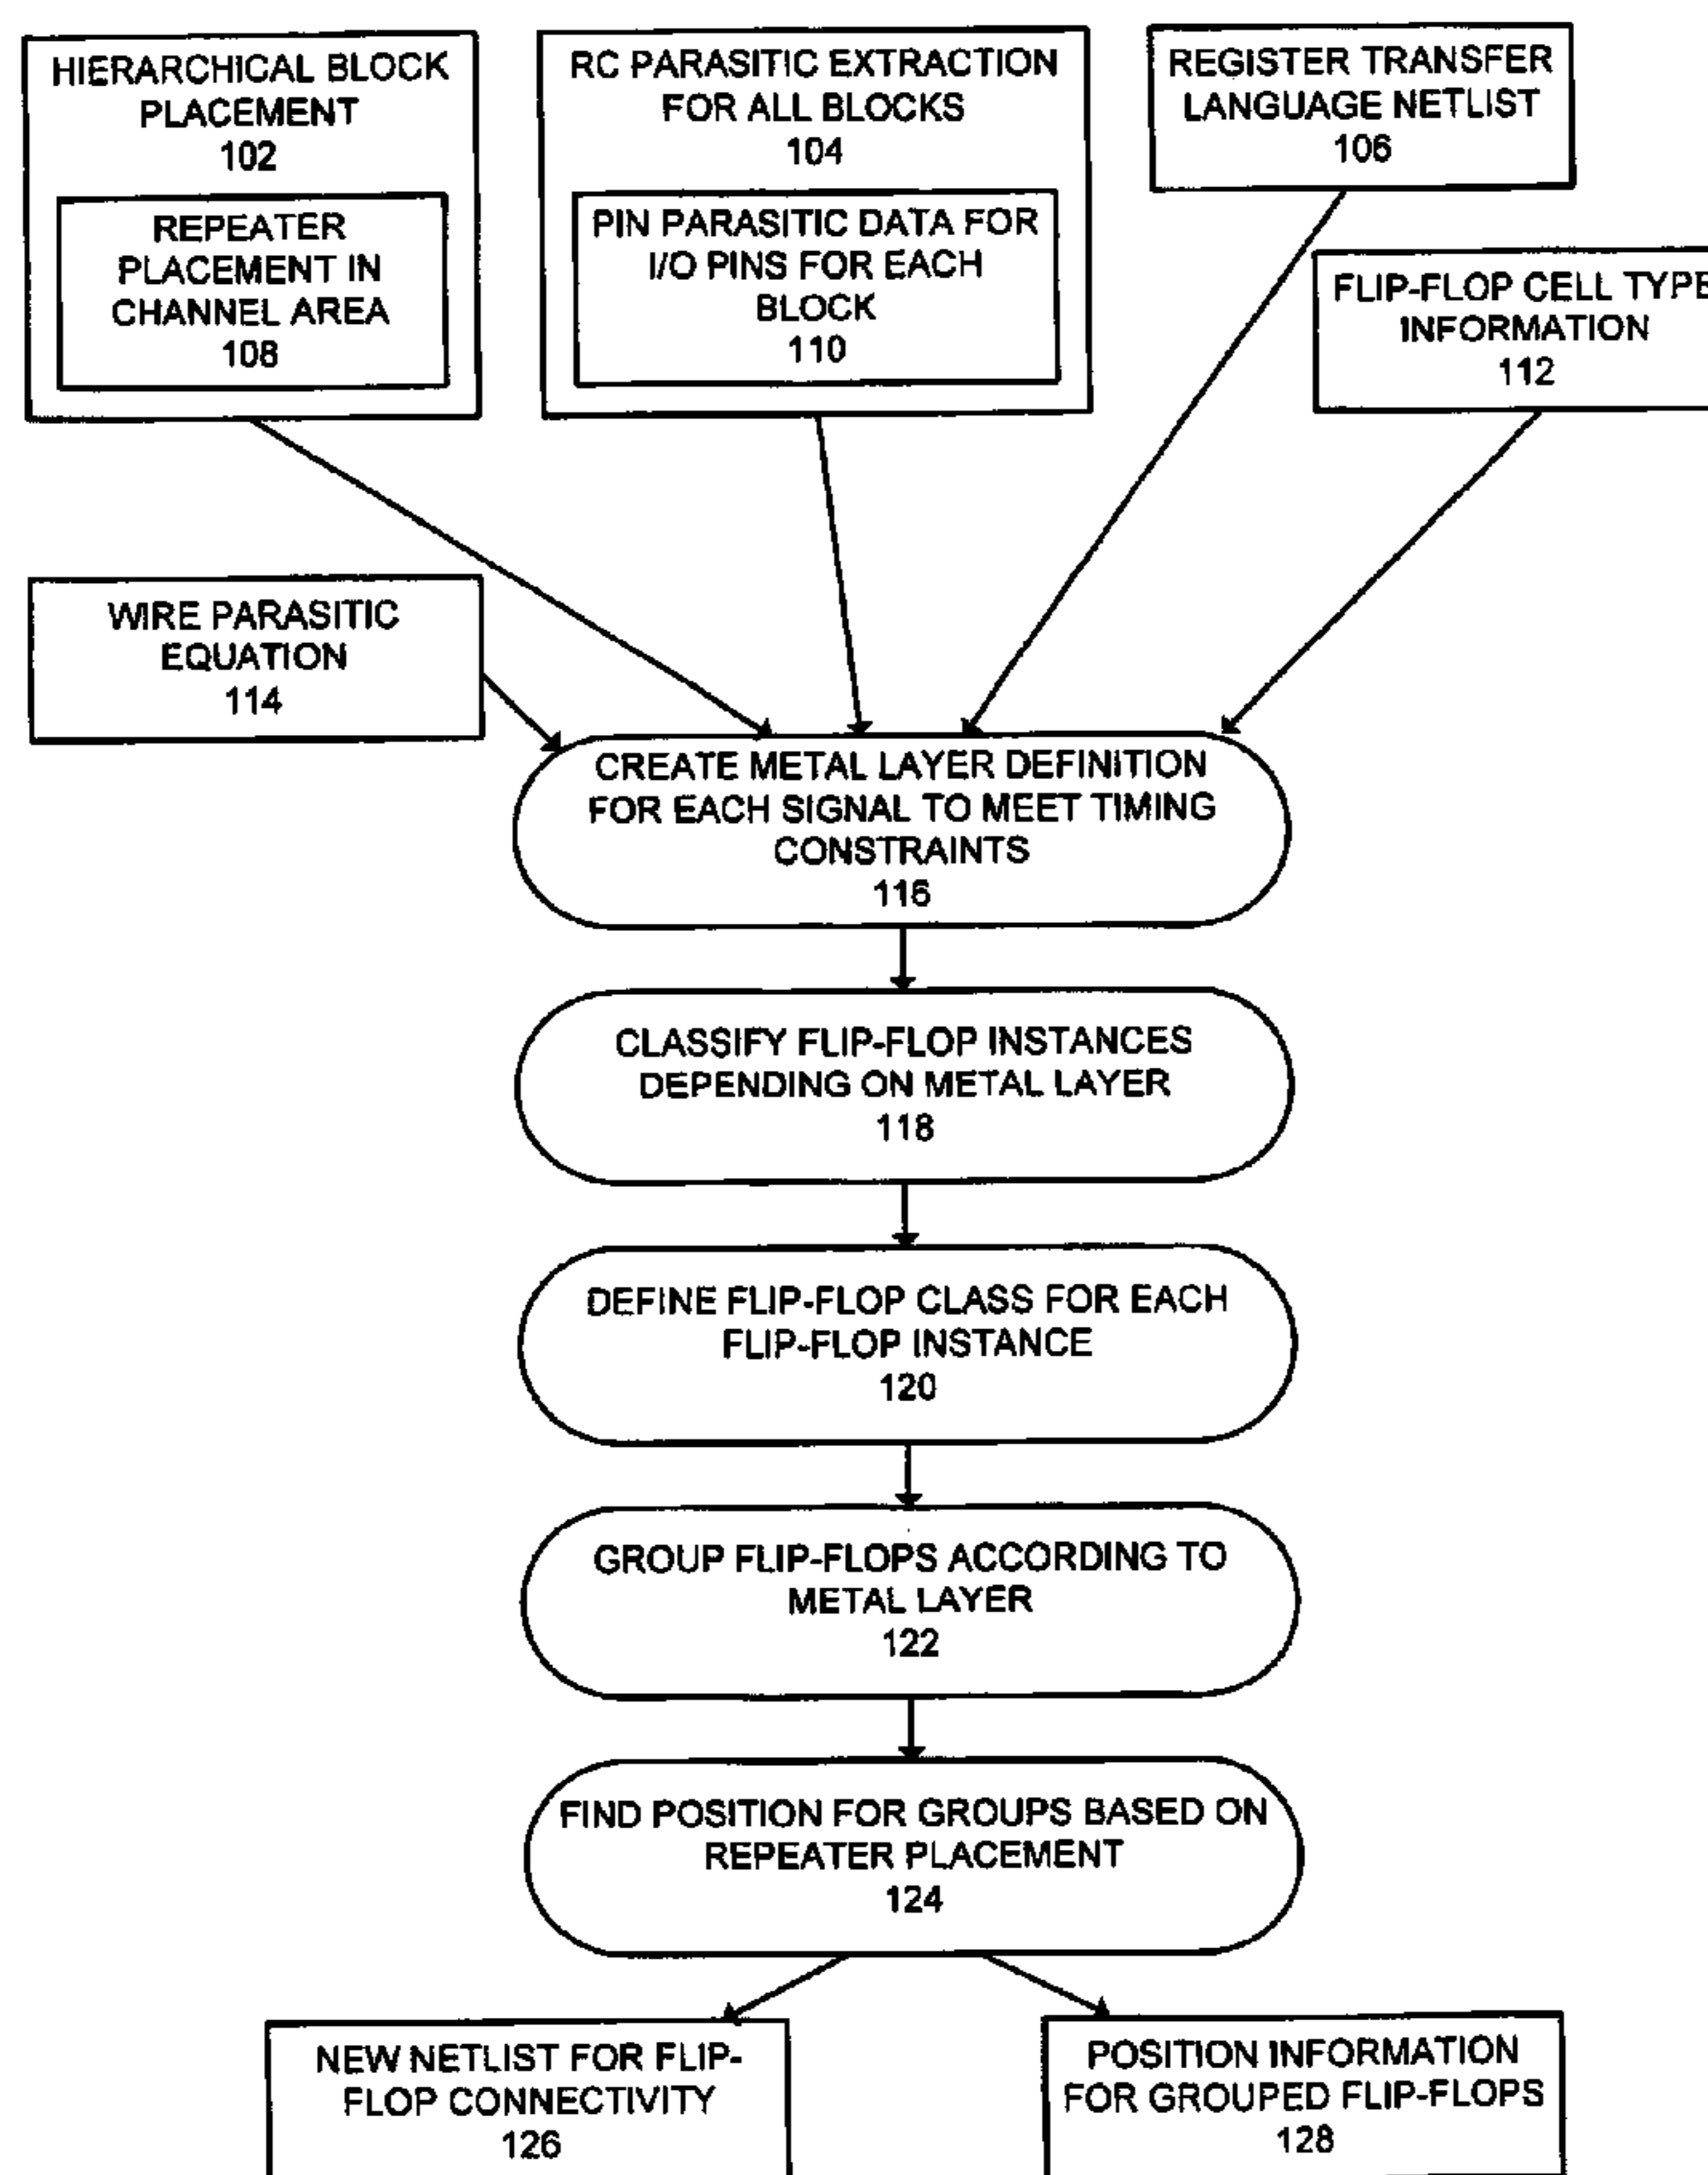 HIERARCHICAL BLOCK
PLACEMENT
102
REPEATER
PLACEMENT IN
CHANNEL AREA
108
RC PARASITIC EXTRACTION
FOR ALL BLOCKS
104
PIN PARASITIC DATA FOR
I/O PINS FOR EACH
BLOCK
110
REGISTER TRANSFER
LANGUAGE NETLIST
106
FLIP-FLOP CELL TYPE
INFORMATION
112
WIRE PARASITIC
EQUATION
114
CREATE METAL LAYER DEFINITION
FOR EACH SIGNAL TO MEET TIMING
CONSTRAINTS
116
CLASSIFY FLIP-FLOP INSTANCES
DEPENDING ON METAL LAYER
118
DEFINE FLIP-FLOP CLASS FOR EACH
FLIP-FLOP INSTANCE
120
GROUP FLIP-FLOPS ACCORDING TO
METAL LAYER
122
FIND POSITION FOR GROUPS BASED ON
REPEATER PLACEMENT
124
NEW NETLIST FOR FLIP-
FLOP CONNECTIVITY
126
POSITION INFORMATION
FOR GROUPED FLIP-FLOPS
128